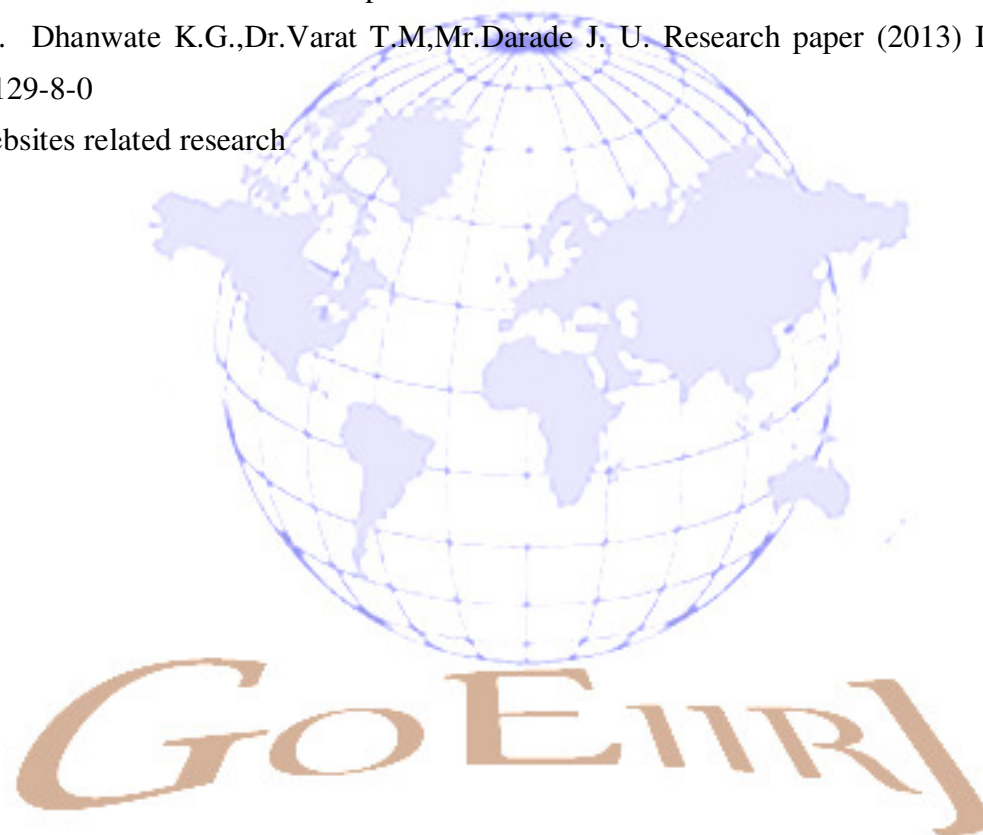 . Dhanwate K.G.,Dr.Varat T.M,Mr.Darade J. U. Research paper (2013)
129-8-0
ebsites related research
GOEIIRJ